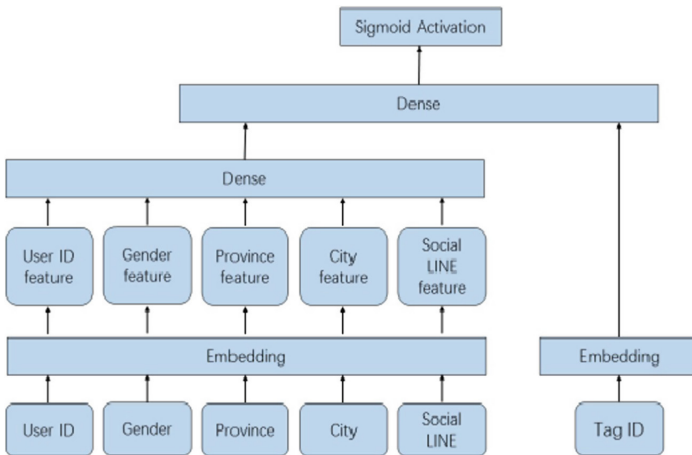 Sigmoid Activation
Dense
Dense
User ID
feature
Gender
feature
Province
feature
City
feature
Social
LINE
feature
Embedding
Embedding
User ID
Gender
Province
City
Social
LINE
Tag ID